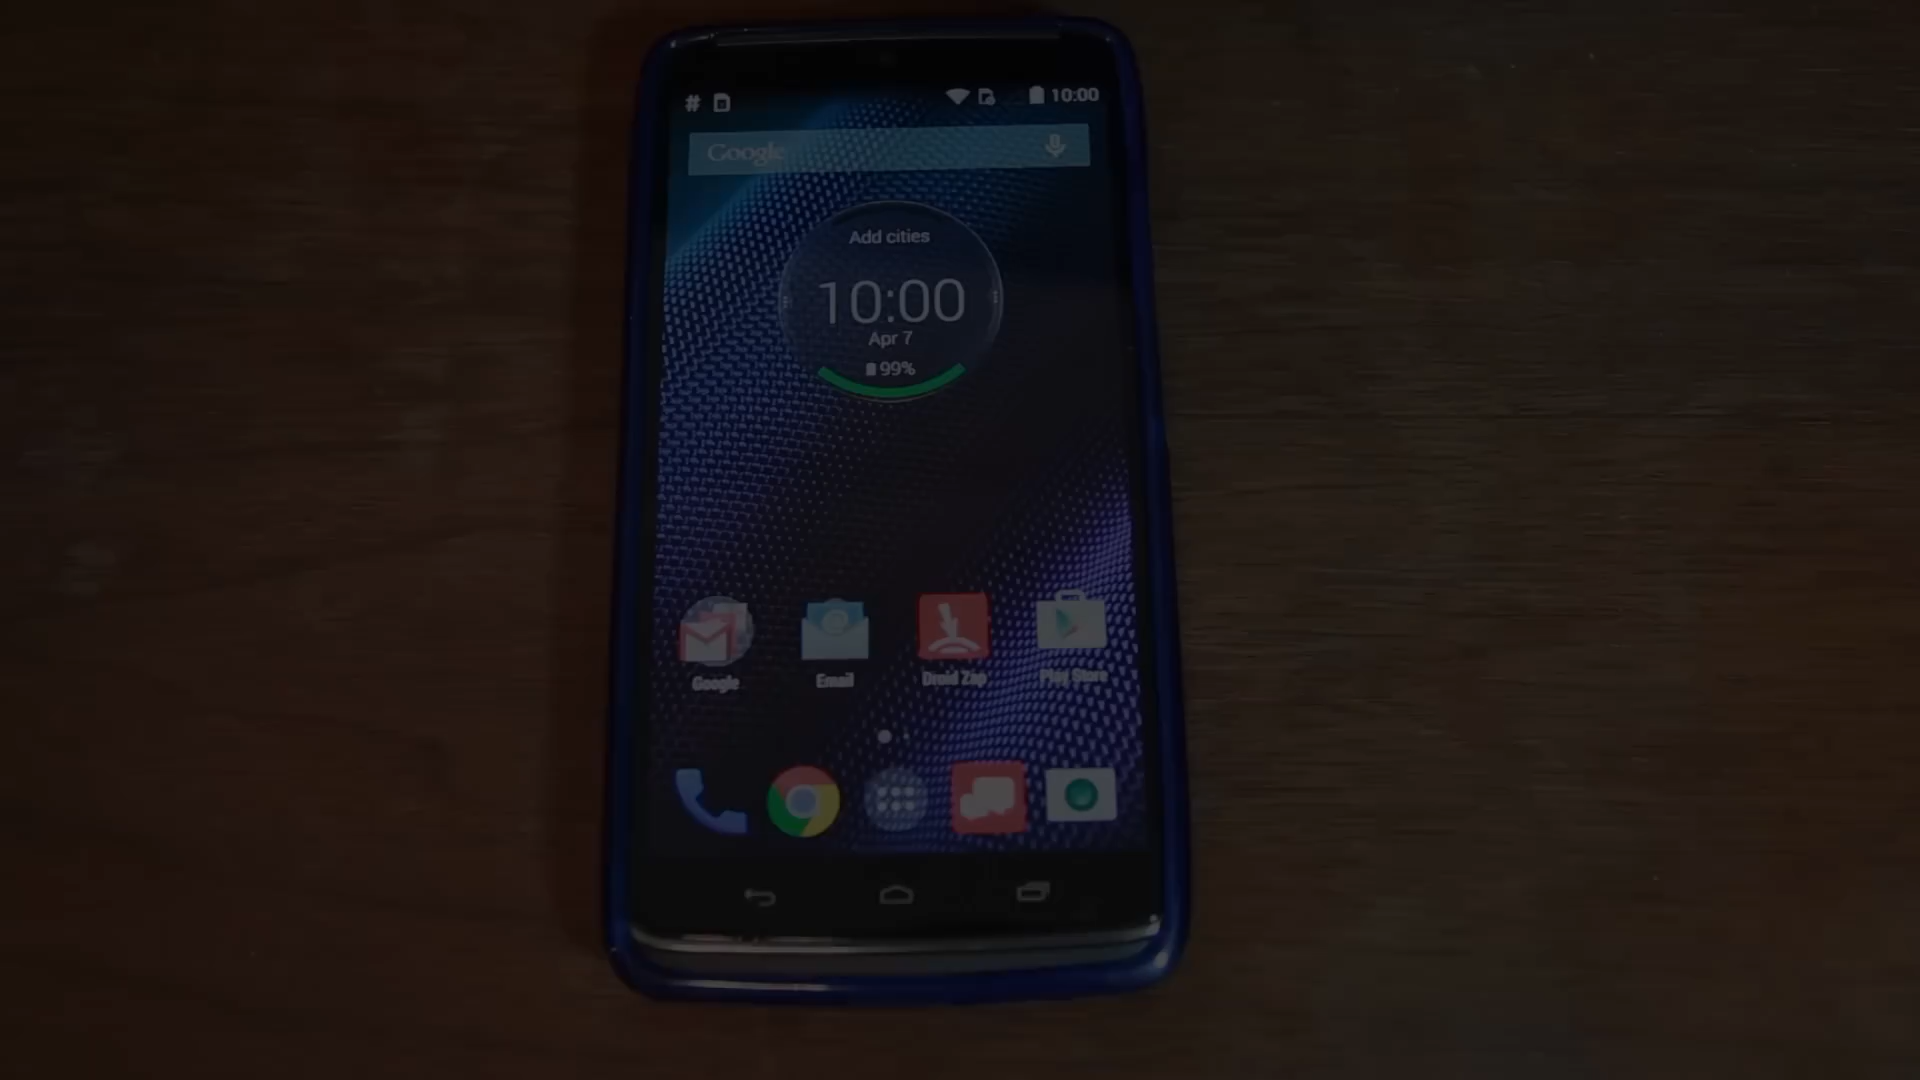 # 10:00
Google
Add cities
10:00
Apr 7
99%
Google Email Droid Zap Play Store